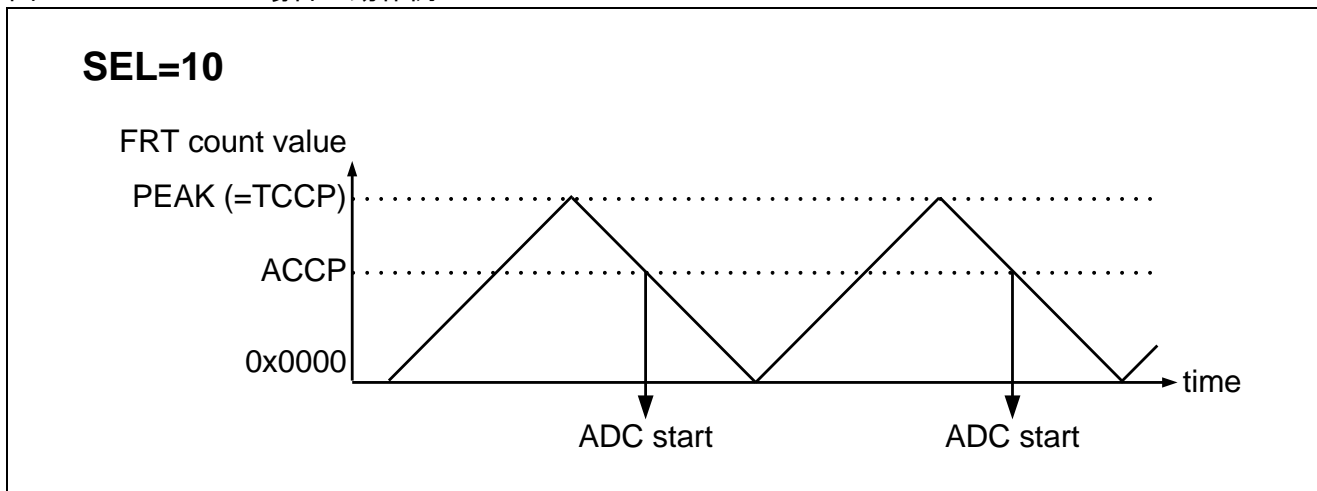 SEL=10
FRT count value
PEAK (=TCCP)
ACCP
0x0000
time
ADC start
ADC start